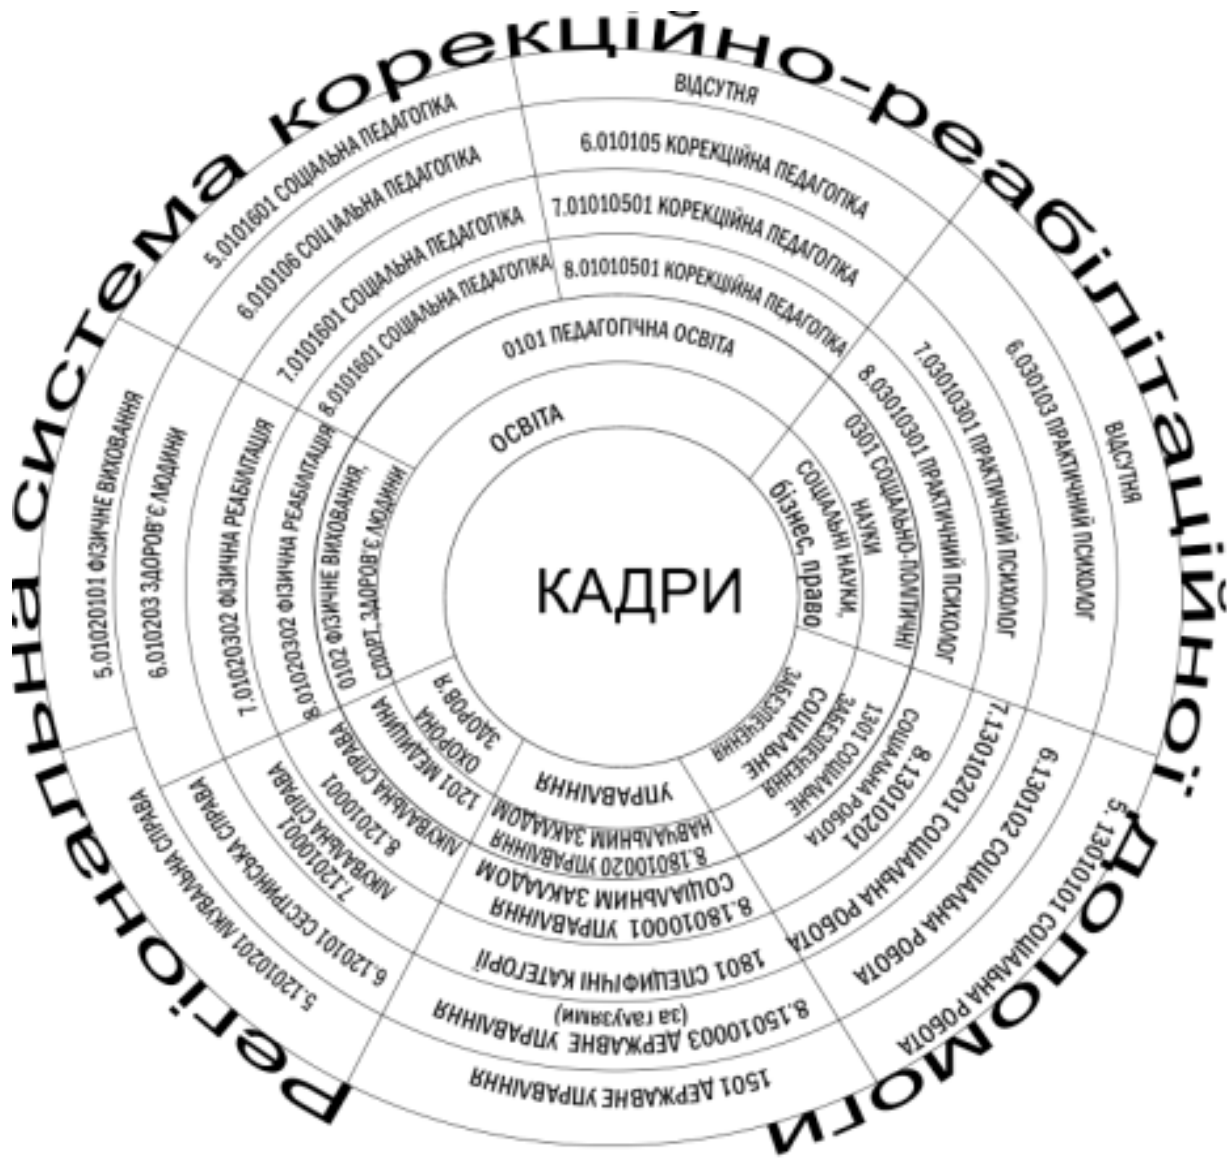 Регіональна система корекційно-реабілітаційної допомоги
КАДРИ
ОСВІТА
0101 ПЕДАГОГІЧНА ОСВІТА
5.0101601 СОЦІАЛЬНА ПЕДАГОГІКА
6.010106 СОЦІАЛЬНА ПЕДАГОГІКА
7.0101601 СОЦІАЛЬНА ПЕДАГОГІКА
8.0101601 СОЦІАЛЬНА ПЕДАГОГІКА
ВІДСУТНЯ
6.010105 КОРЕКЦІЙНА ПЕДАГОГІКА
7.01010501 КОРЕКЦІЙНА ПЕДАГОГІКА
8.01010501 КОРЕКЦІЙНА ПЕДАГОГІКА
ВІДСУТНЯ
6.030103 ПРАКТИЧНИЙ ПСИХОЛОГ
7.03010301 ПРАКТИЧНИЙ ПСИХОЛОГ
8.03010301 ПРАКТИЧНИЙ ПСИХОЛОГ
0301 СОЦІАЛЬНО-ПОЛІТИЧНІ
НАУКИ
СОЦІАЛЬНІ НАУКИ,
бізнес, право
5. 13010101 СОЦІАЛЬНА РОБОТА
6.130102 СОЦІАЛЬНА РОБОТА
7.13010201 СОЦІАЛЬНА РОБОТА
8.13010201
СОЦІАЛЬНА РОБОТА
1301 СОЦІАЛЬНЕ
ЗАБЕЗПЕЧЕННЯ
СОЦІАЛЬНЕ
ЗАБЕЗПЕЧЕННЯ
УПРАВЛІННЯ
8.18010020 УПРАВЛІННЯ
НАВЧАЛЬНИМ ЗАКЛАДОМ
8.18010001 УПРАВЛІННЯ
СОЦІАЛЬНИМ ЗАКЛАДОМ
1801 СПЕЦИФІЧНІ КАТЕГОРІЇ
8.15010003 ДЕРЖАВНЕ УПРАВЛІННЯ
(за галузями)
1501 ДЕРЖАВНЕ УПРАВЛІННЯ
ОХОРОНА
ЗДОРОВ'Я
1201 МЕДИЦИНА
8.12010001
ЛІКУВАЛЬНА СПРАВА
7.12010001
ЛІКУВАЛЬНА СПРАВА
6.120101 СЕСТРИНСЬКА СПРАВА
5.12010201 ЛІКУВАЛЬНА СПРАВА
5.01020101 ФІЗИЧНЕ ВИХОВАННЯ
6.010203 ЗДОРОВ'Є ЛЮДИНИ
7.01020302 ФІЗИЧНА РЕАБІЛІТАЦІЯ
8.01020302 ФІЗИЧНА РЕАБІЛІТАЦІЯ
0102 ФІЗИЧНЕ ВИХОВАННЯ,
СПОРТ, ЗДОРОВ'Є ЛЮДИНИ